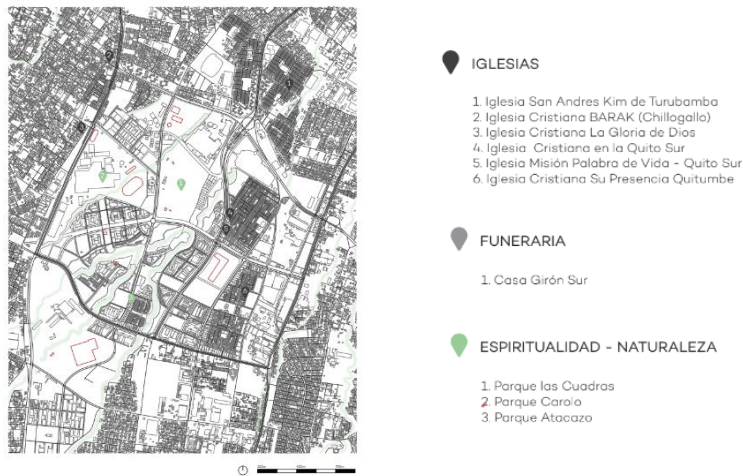 IGLESIAS
1. Iglesia San Andres Kim de Turubamba
2. Iglesia Cristiana BARAK (Chillogallo)
3. Iglesia Cristiana La Gloria de Dios
4. Iglesia Cristiana en la Quito Sur
5. Iglesia Misión Palabra de Vida - Quito Sur
6. Iglesia Cristiana Su Presencia Quitumbe
FUNERARIA
1. Casa Girón Sur
ESPIRITUALIDAD - NATURALEZA
1. Parque las Cuadras
2. Parque Carolo
3. Parque Atacazo